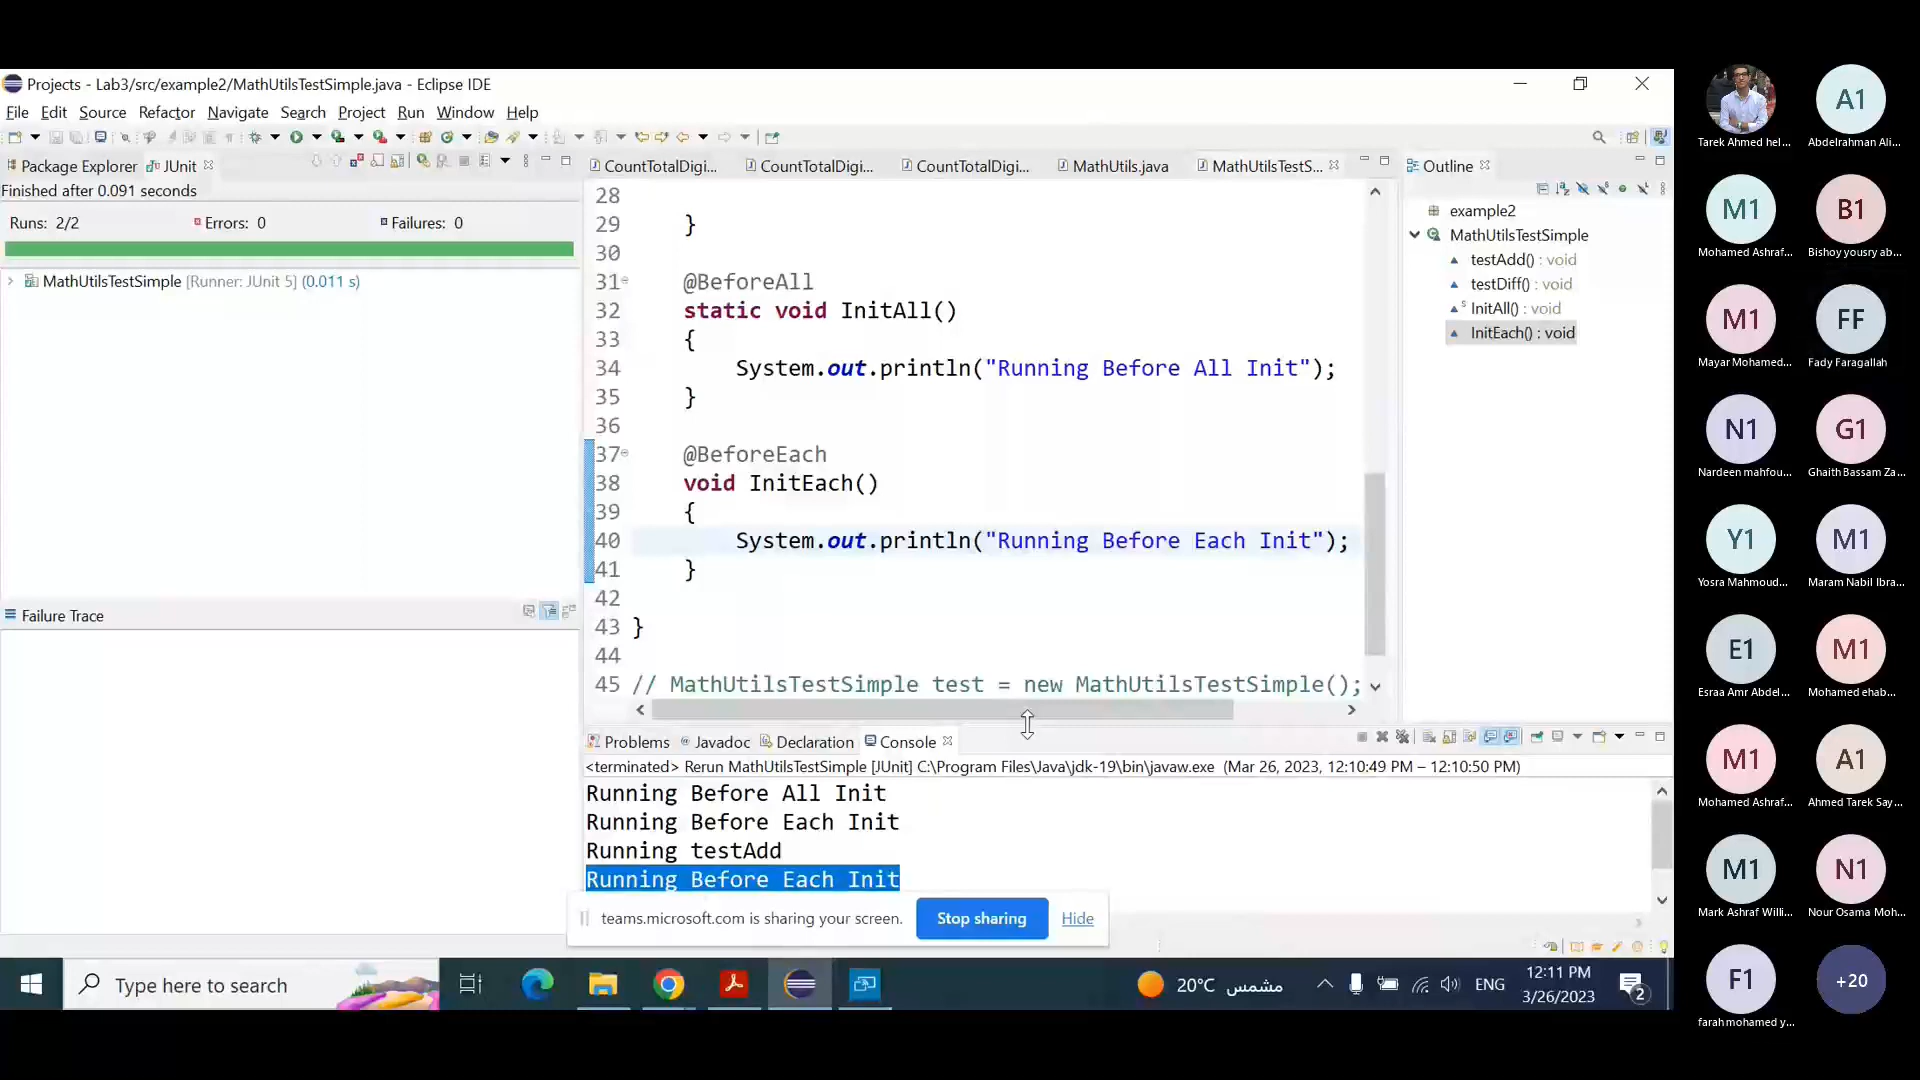 Projects - Lab3/src/example2/MathUtilsTestSimple.java - Eclipse IDE
File Edit Source Refactor Navigate Search Project Run Window Help
Package Explorer JUnit
Finished after 0.091 seconds
Runs: 2/2 Errors: 0 Failures: 0
MathUtilsTestSimple [Runner: JUnit 5] (0.011 s)
Failure Trace
CountTotalDigi... CountTotalDigi... CountTotalDigi... MathUtils.java MathUtilsTestS...
28
29 }
30
31 @BeforeAll
32 static void InitAll()
33 {
34 System.out.println("Running Before All Init");
35 }
36
37 @BeforeEach
38 void InitEach()
39 {
40 System.out.println("Running Before Each Init");
41 }
42
43 }
44
45 // MathUtilsTestSimple test = new MathUtilsTestSimple();
Outline
example2
MathUtilsTestSimple
testAdd() : void
testDiff() : void
InitAll() : void
InitEach() : void
Problems Javadoc Declaration Console
<terminated> Rerun MathUtilsTestSimple [JUnit] C:\Program Files\Java\jdk-19\bin\javaw.exe (Mar 26, 2023, 12:10:49 PM – 12:10:50 PM)
Running Before All Init
Running Before Each Init
Running testAdd
Running Before Each Init
teams.microsoft.com is sharing your screen. Stop sharing Hide
Type here to search
20°C مشمس
ENG
12:11 PM
3/26/2023
2
Tarek Ahmed hel...
A1
Abdelrahman Ali...
M1
Mohamed Ashraf...
B1
Bishoy yousry ab...
M1
Mayar Mohamed...
FF
Fady Faragallah
N1
Nardeen mahfou...
G1
Ghaith Bassam Za...
Y1
Yosra Mahmoud...
M1
Maram Nabil Ibra...
E1
Esraa Amr Abdel...
M1
Mohamed ehab...
M1
Mohamed Ashraf...
A1
Ahmed Tarek Say...
M1
Mark Ashraf Willi...
N1
Nour Osama Moh...
F1
farah mohamed y...
+20